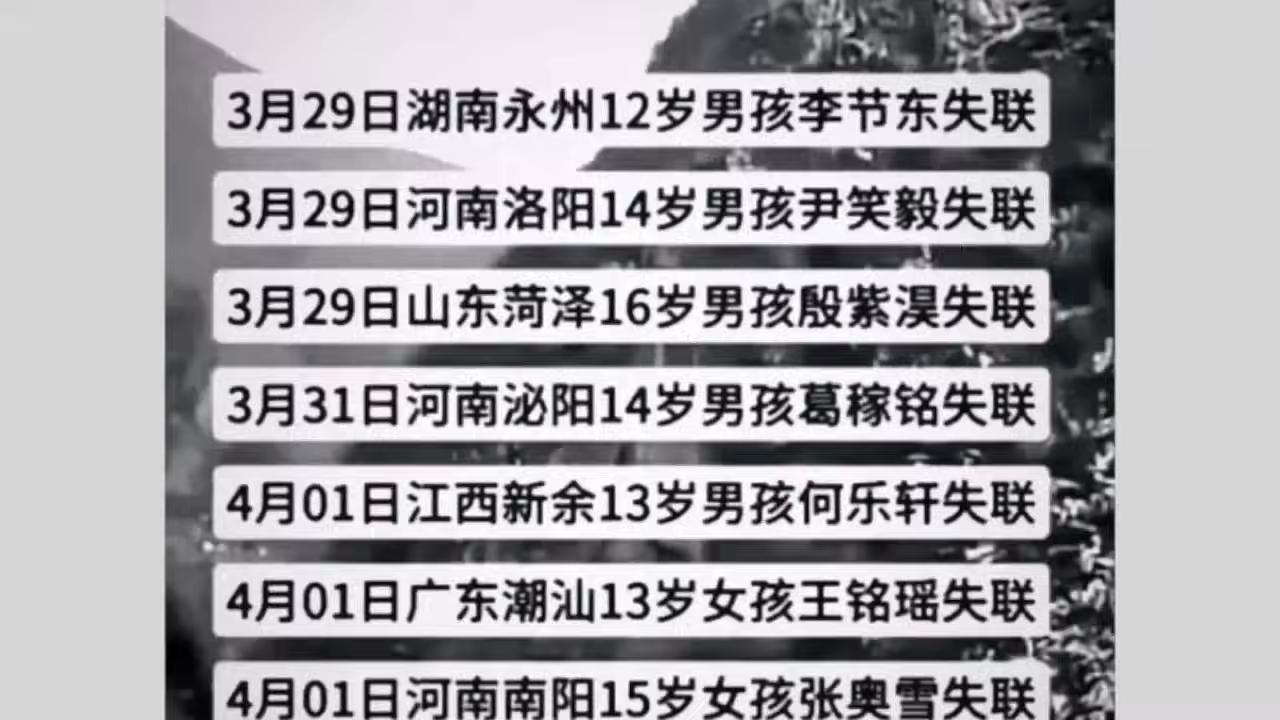 3月29日湖南永州12岁男孩李节东失联
3月29日河南洛阳14岁男孩尹笑毅失联
3月29日山东菏泽16岁男孩殷紫淏失联
3月31日河南泌阳14岁男孩葛稼铭失联
4月01日江西新余13岁男孩何乐轩失联
4月01日广东潮汕13岁女孩王铭瑶失联
4月01日河南南阳15岁女孩张奥雪失联